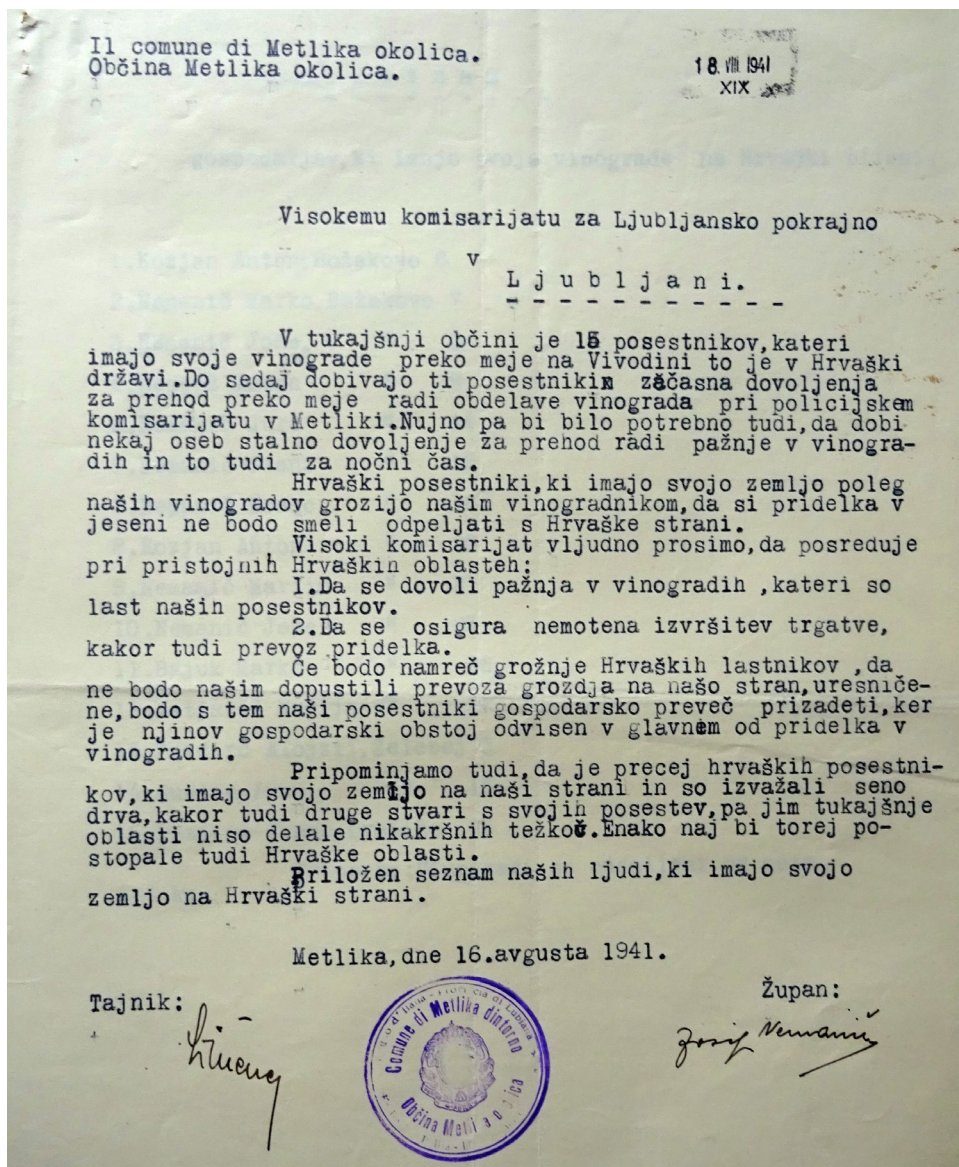 Il comune di Metlika okolica.
Občina Metlika okolica.
18. VIII 1941
XIX
Visokemu komisarijatu za Ljubljansko pokrajno
v
Ljubljani.
V tukajšnji občini je 15 posestnikov,kateri
imajo svoje vinograde preko meje na Vivodini to je v Hrvaški
državi.Do sedaj dobivajo ti posestniki začasna dovoljenja
za prehod preko meje radi obdelave vinograda pri policijskem
komisarijatu v Metliki.Nujno pa bi bilo potrebno tudi,da dobi
nekaj oseb stalno dovoljenje za prehod radi pažnje v vinogra-
dih in to tudi za nočni čas.
Hrvaški posestniki,ki imajo svojo zemljo poleg
naših vinogradov grozijo našim vinogradnikom,da si pridelka v
jeseni ne bodo smeli odpeljati s Hrvaške strani.
Visoki komisarijat vljudno prosimo,da posreduje
pri pristojnih Hrvaškin oblasteh:
I.Da se dovoli pažnja v vinogradih ,kateri so
last naših posestnikov.
2.Da se osigura nemotena izvršitev trgatve,
kakor tudi prevoz pridelka.
Če bodo namreč grožnje Hrvaških lastnikov ,da
ne bodo našim dopustili prevoza grozdja na našo stran,uresniče-
ne,bodo s tem naši posestniki gospodarsko preveč prizadeti,ker
je njinov gospodarski obstoj odvisen v glavnem od pridelka v
vinogradih.
Pripominjamo tudi,da je precej hrvaških posestni-
kov,ki imajo svojo zemljo na naši strani in so izvažali seno
drva,kakor tudi druge stvari s svojih posestev,pa jim tukajšnje
oblasti niso delale nikakršnih težkoč.Enako naj bi torej po-
stopale tudi Hrvaške oblasti.
Priložen seznam naših ljudi,ki imajo svojo
zemljo na Hrvaški strani.
Metlika,dne 16.avgusta 1941.
Tajnik:
Župan:
Comune di Metlika dintorno
Občina
Josip Nemanič